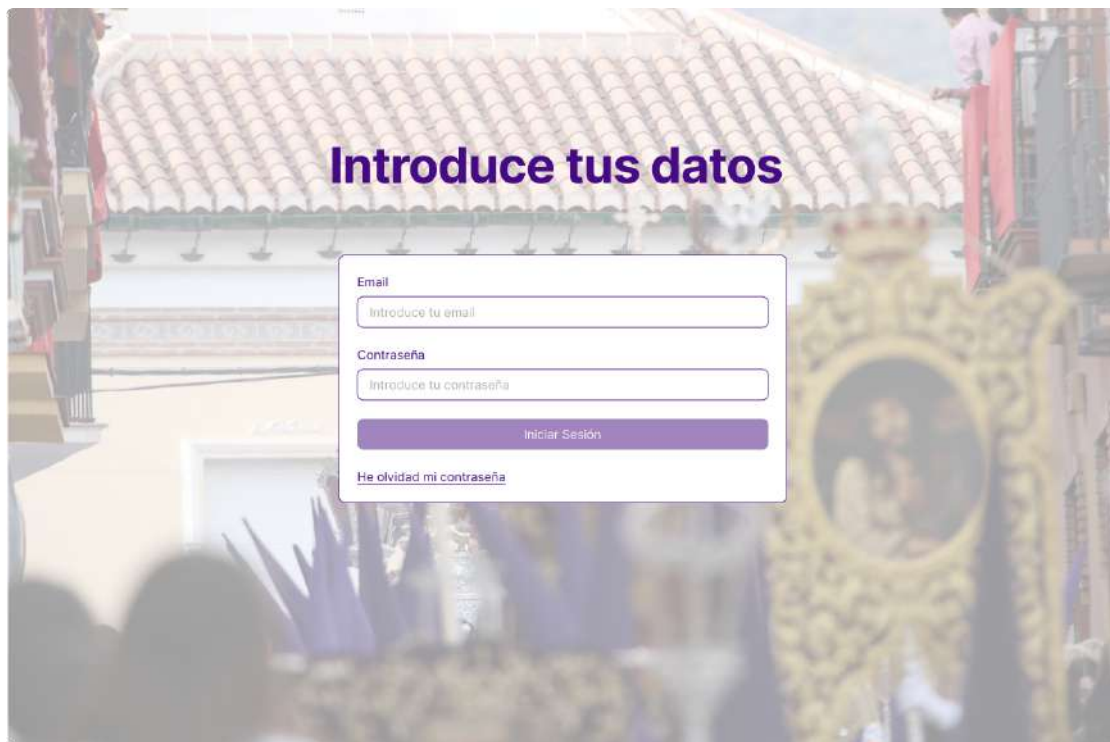 Introduce tus datos
Email
Introduce tu email
Contraseña
Introduce tu contraseña
Iniciar Sesión
He olvidad mi contraseña